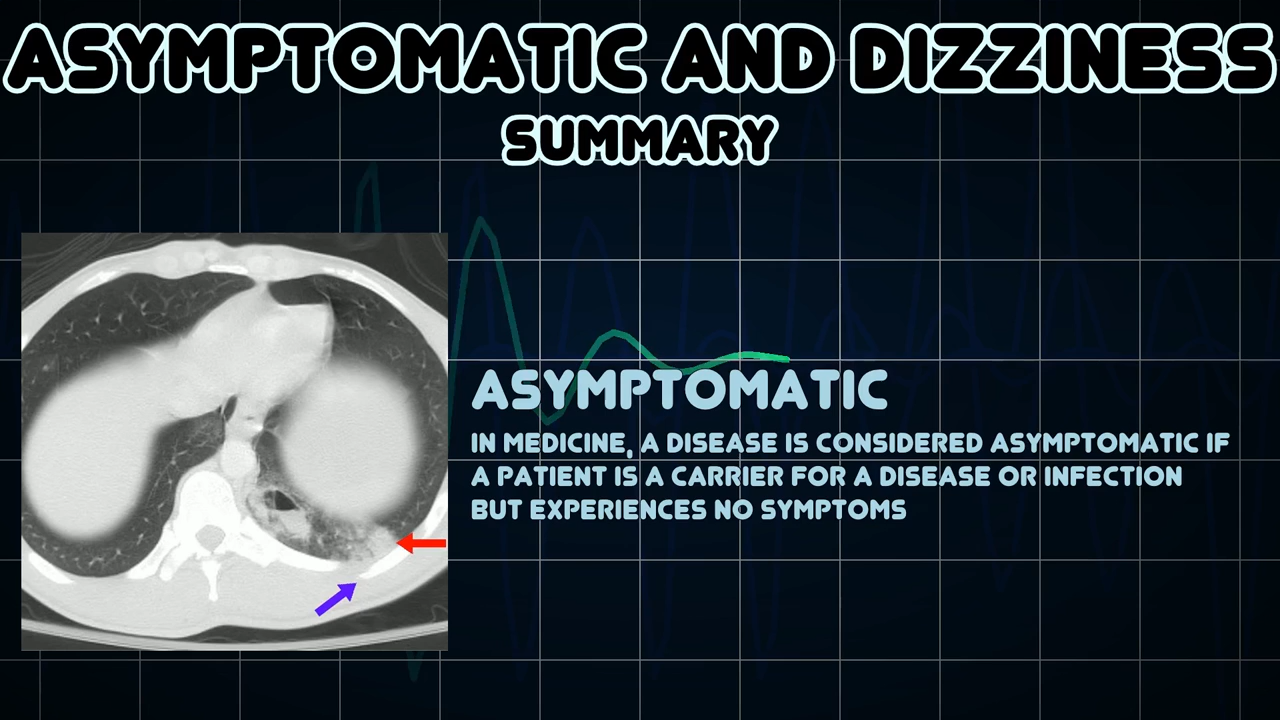 ASYMPTOMATIC AND DIZZINESS
SUMMARY
ASYMPTOMATIC
IN MEDICINE, A DISEASE IS CONSIDERED ASYMPTOMATIC IF
A PATIENT IS A CARRIER FOR A DISEASE OR INFECTION
BUT EXPERIENCES NO SYMPTOMS